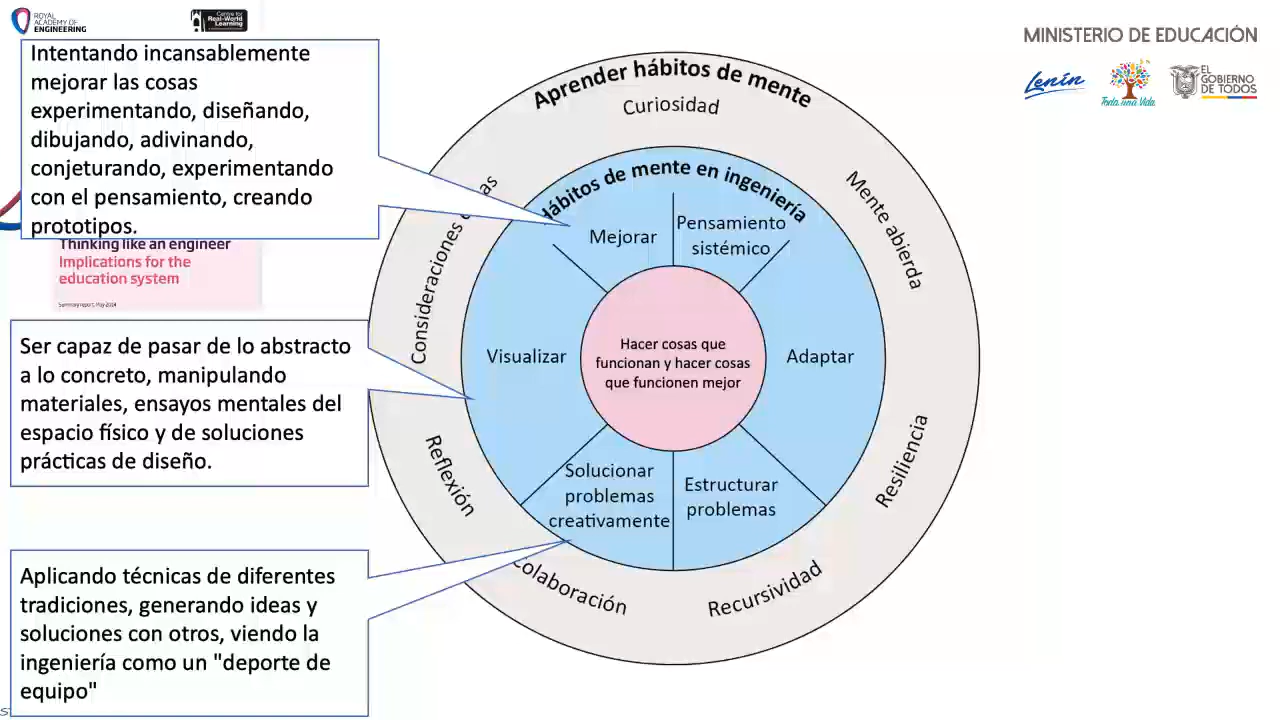 ROYAL
ACADEMY OF
ENGINEERING
Centre for
Real-World
Learning
MINISTERIO DE EDUCACIÓN
Lenín
Toda una Vida
EL
GOBIERNO
DE TODOS
Intentando incansablemente
mejorar las cosas
experimentando, diseñando,
dibujando, adivinando,
conjeturando, experimentando
con el pensamiento, creando
prototipos.
Thinking like an engineer
Implications for the
education system
Summary report, May 2014
Ser capaz de pasar de lo abstracto
a lo concreto, manipulando
materiales, ensayos mentales del
espacio físico y de soluciones
prácticas de diseño.
Aplicando técnicas de diferentes
tradiciones, generando ideas y
soluciones con otros, viendo la
ingeniería como un "deporte de
equipo"
Aprender hábitos de mente
Curiosidad
Mente abierda
Resiliencia
Recursividad
Colaboración
Reflexión
Consideraciones
Hábitos de mente en ingeniería
Mejorar
Pensamiento
sistémico
Visualizar
Adaptar
Solucionar
problemas
creativamente
Estructurar
problemas
Hacer cosas que
funcionan y hacer cosas
que funcionen mejor